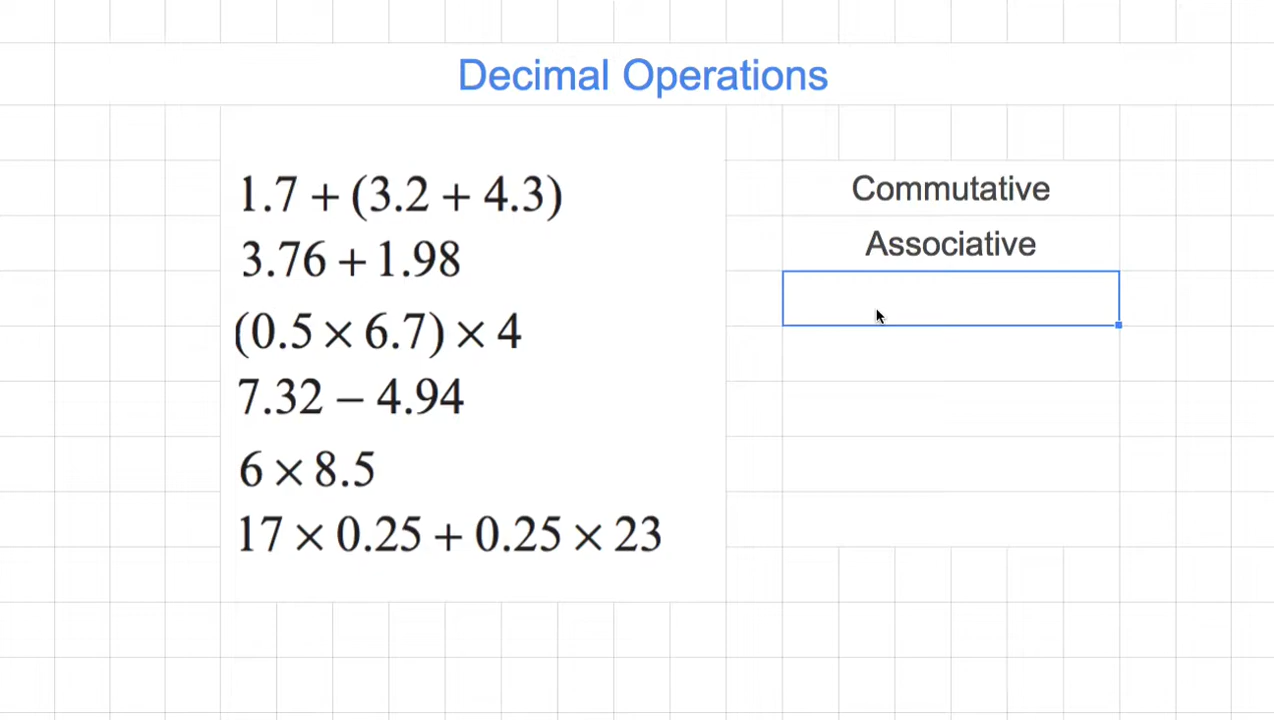 Decimal Operations
1.7 + (3.2 + 4.3)
3.76 + 1.98
(0.5 × 6.7) × 4
7.32 − 4.94
6 × 8.5
17 × 0.25 + 0.25 × 23
Commutative
Associative